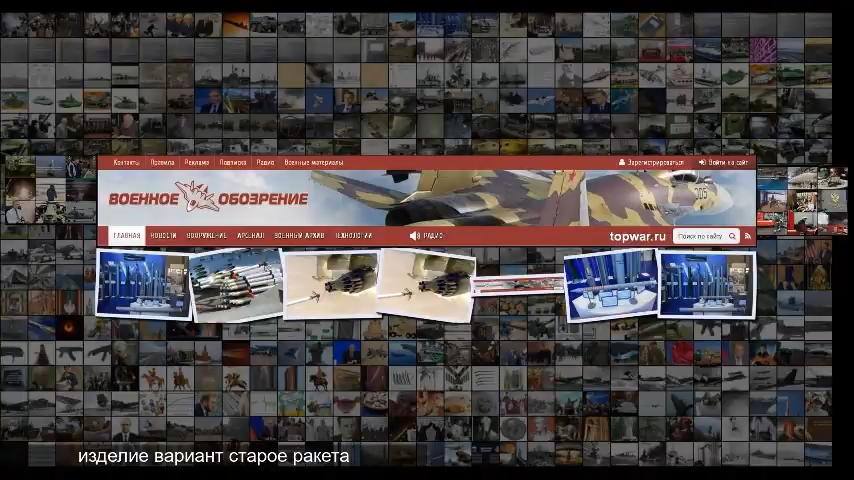 Контакты Правила Реклама Подписка Радио Военные материалы Зарегистрироваться Войти на сайт
ВОЕННОЕ ОБОЗРЕНИЕ
ГЛАВНАЯ НОВОСТИ ВООРУЖЕНИЕ АРСЕНАЛ ВОЕННЫЙ АРХИВ ТЕХНОЛОГИИ РАДИО topwar.ru Поиск по сайту
изделие вариант старое ракета